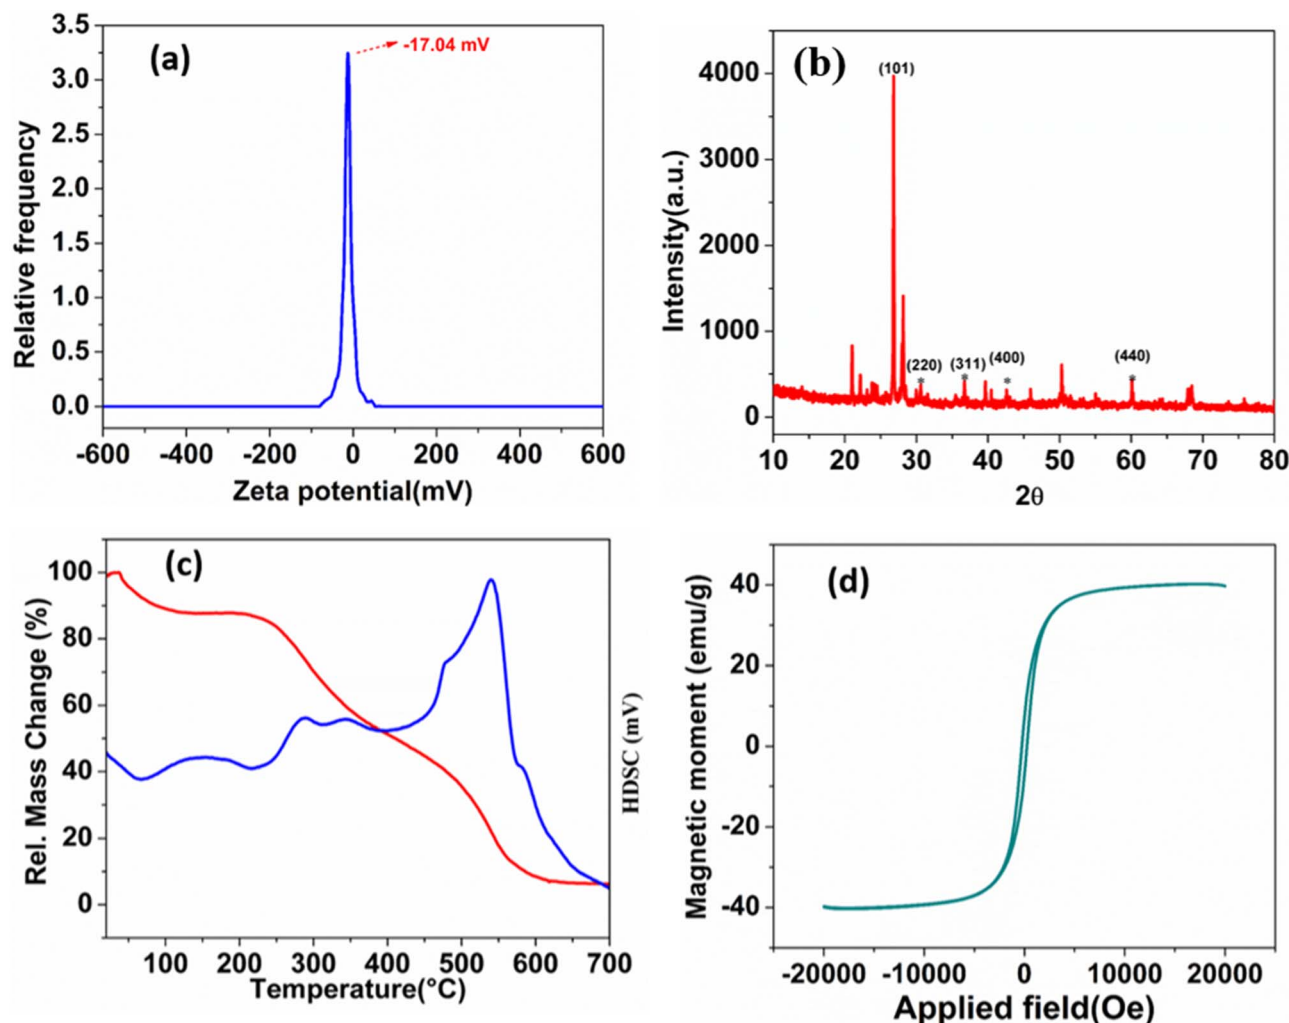 (a)
-17.04 mV
3.5
3.0
2.5
2.0
1.5
1.0
0.5
0.0
Relative frequency
-600 -400 -200 0 200 400 600
Zeta potential(mV)
(b)
(101)
(220) (311) (400) (440)
* * * *
4000
3000
2000
1000
0
Intensity(a.u.)
10 20 30 40 50 60 70 80
2θ
(c)
100
80
60
40
20
0
Rel. Mass Change (%)
HDSC (mV)
100 200 300 400 500 600 700
Temperature(°C)
(d)
40
20
0
-20
-40
Magnetic moment (emu/g)
-20000 -10000 0 10000 20000
Applied field(Oe)